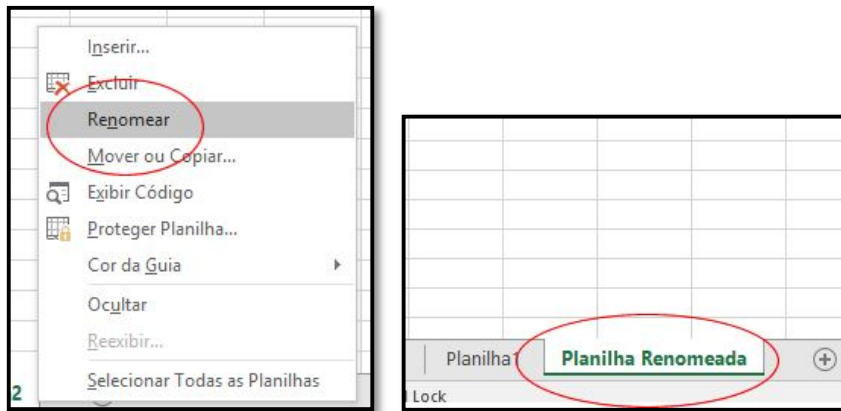 Inserir...
Excluir
Renomear
Mover ou Copiar...
Exibir Código
Proteger Planilha...
Cor da Guia
Ocultar
Reexibir...
Selecionar Todas as Planilhas
2
Planilha1 Planilha Renomeada
Lock